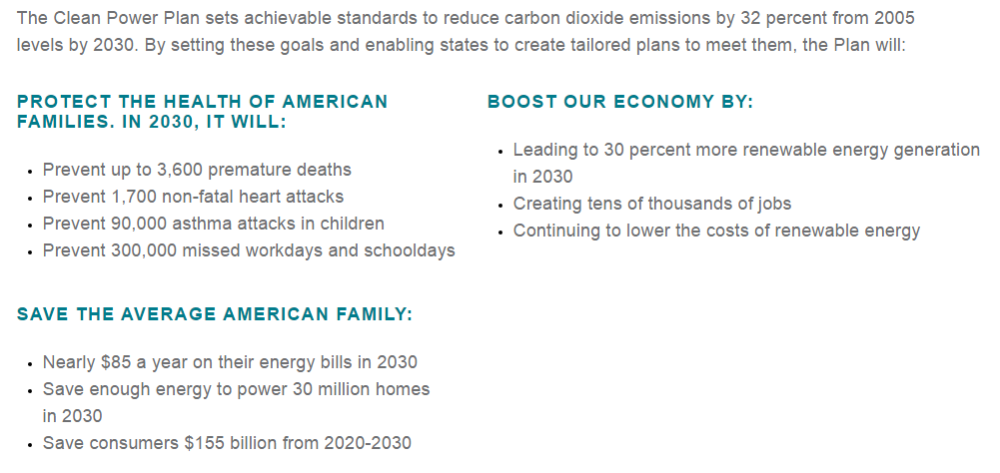 The Clean Power Plan sets achievable standards to reduce carbon dioxide emissions by 32 percent from 2005
levels by 2030. By setting these goals and enabling states to create tailored plans to meet them, the Plan will:
PROTECT THE HEALTH OF AMERICAN
FAMILIES. IN 2030, IT WILL:
• Prevent up to 3,600 premature deaths
• Prevent 1,700 non-fatal heart attacks
• Prevent 90,000 asthma attacks in children
• Prevent 300,000 missed workdays and schooldays
BOOST OUR ECONOMY BY:
• Leading to 30 percent more renewable energy generation
in 2030
• Creating tens of thousands of jobs
• Continuing to lower the costs of renewable energy
SAVE THE AVERAGE AMERICAN FAMILY:
• Nearly $85 a year on their energy bills in 2030
• Save enough energy to power 30 million homes
in 2030
• Save consumers $155 billion from 2020-2030